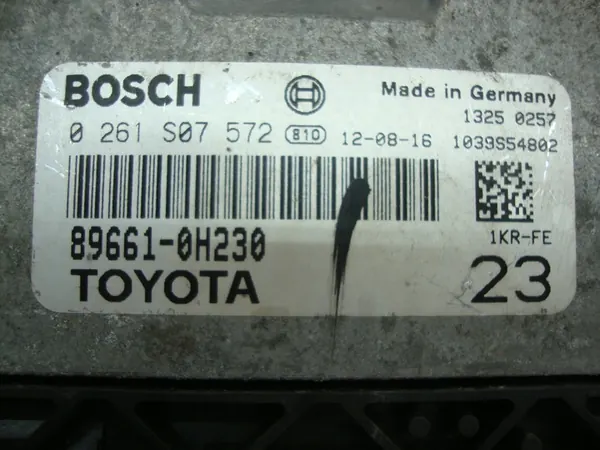 BOSCH Made in Germany
1325 0257
0 261 S07 572 810 12-08-16 1039S54802
89661-0H230 1KR-FE
TOYOTA 23